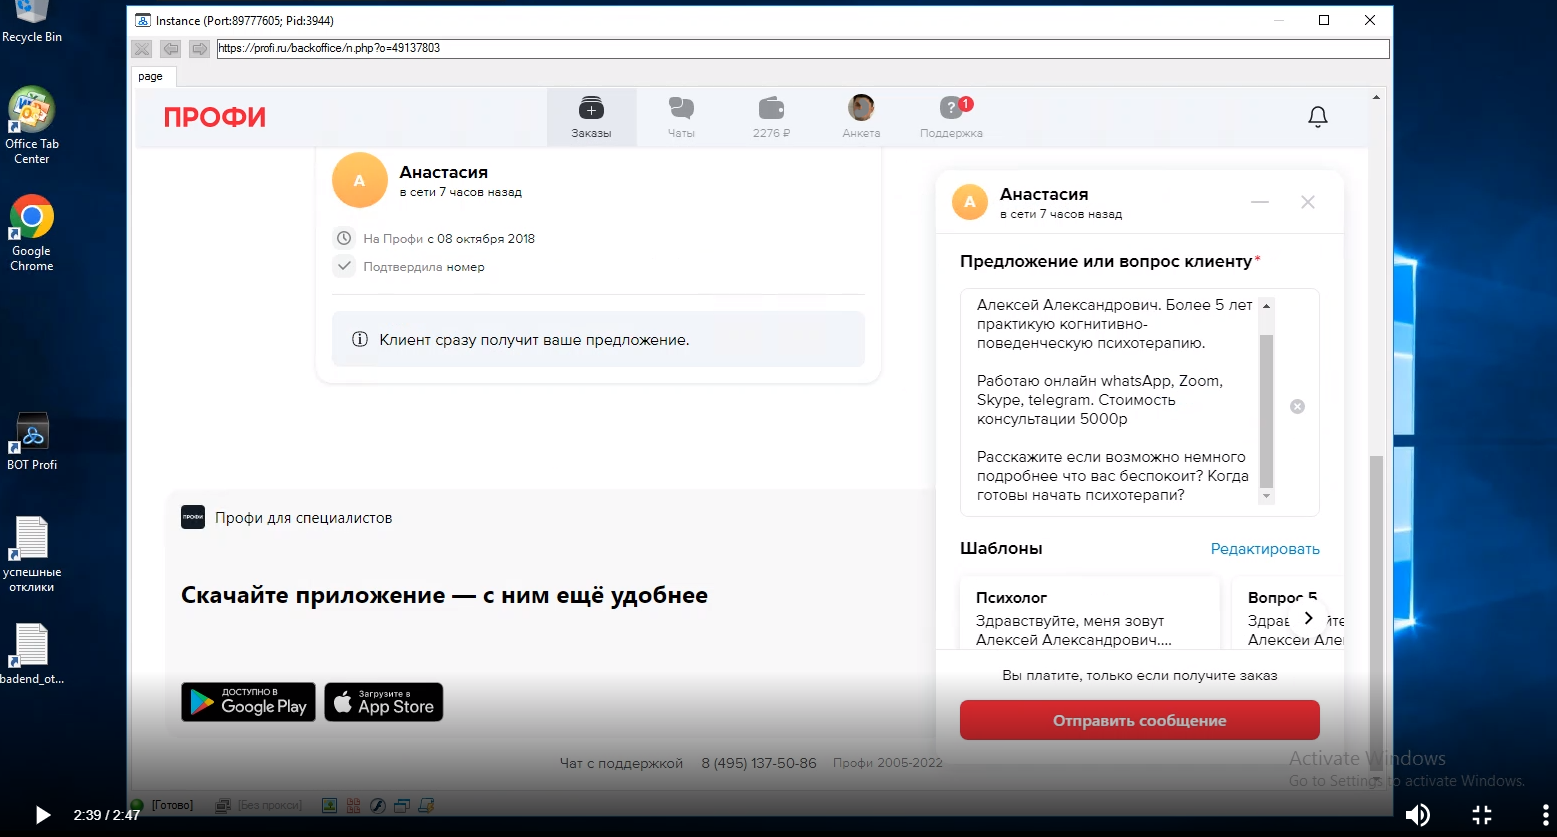 Instance (Port:89777605; Pid:3944)
https://profi.ru/backoffice/n.php?o=49137803
page
Recycle Bin
Office Tab
Center
Google
Chrome
BOT Profi
успешные
отклики
badend_ot...
ПРОФИ
Заказы
Чаты
2276 ₽
Анкета
? 1
Поддержка
А
Анастасия
в сети 7 часов назад
На Профи с 08 октября 2018
Подтвердила номер
Клиент сразу получит ваше предложение.
ПРОФИ
Профи для специалистов
Скачайте приложение — с ним ещё удобнее
ДОСТУПНО В
Google Play
Загрузите в
App Store
А
Анастасия
в сети 7 часов назад
Предложение или вопрос клиенту*
Алексей Александрович. Более 5 лет
практикую когнитивно-
поведенческую психотерапию.
Работаю онлайн whatsApp, Zoom,
Skype, telegram. Стоимость
консультации 5000р
Расскажите если возможно немного
подробнее что вас беспокоит? Когда
готовы начать психотерапи?
Шаблоны
Редактировать
Психолог
Здравствуйте, меня зовут
Алексей Александрович....
Вопрос 5
Вы платите, только если получите заказ
Отправить сообщение
Чат с поддержкой 8 (495) 137-50-86 Профи 2005-2022
Activate Windows
Go to Settings to activate Windows.
[Готово] [Без прокси]
2:39 / 2:47